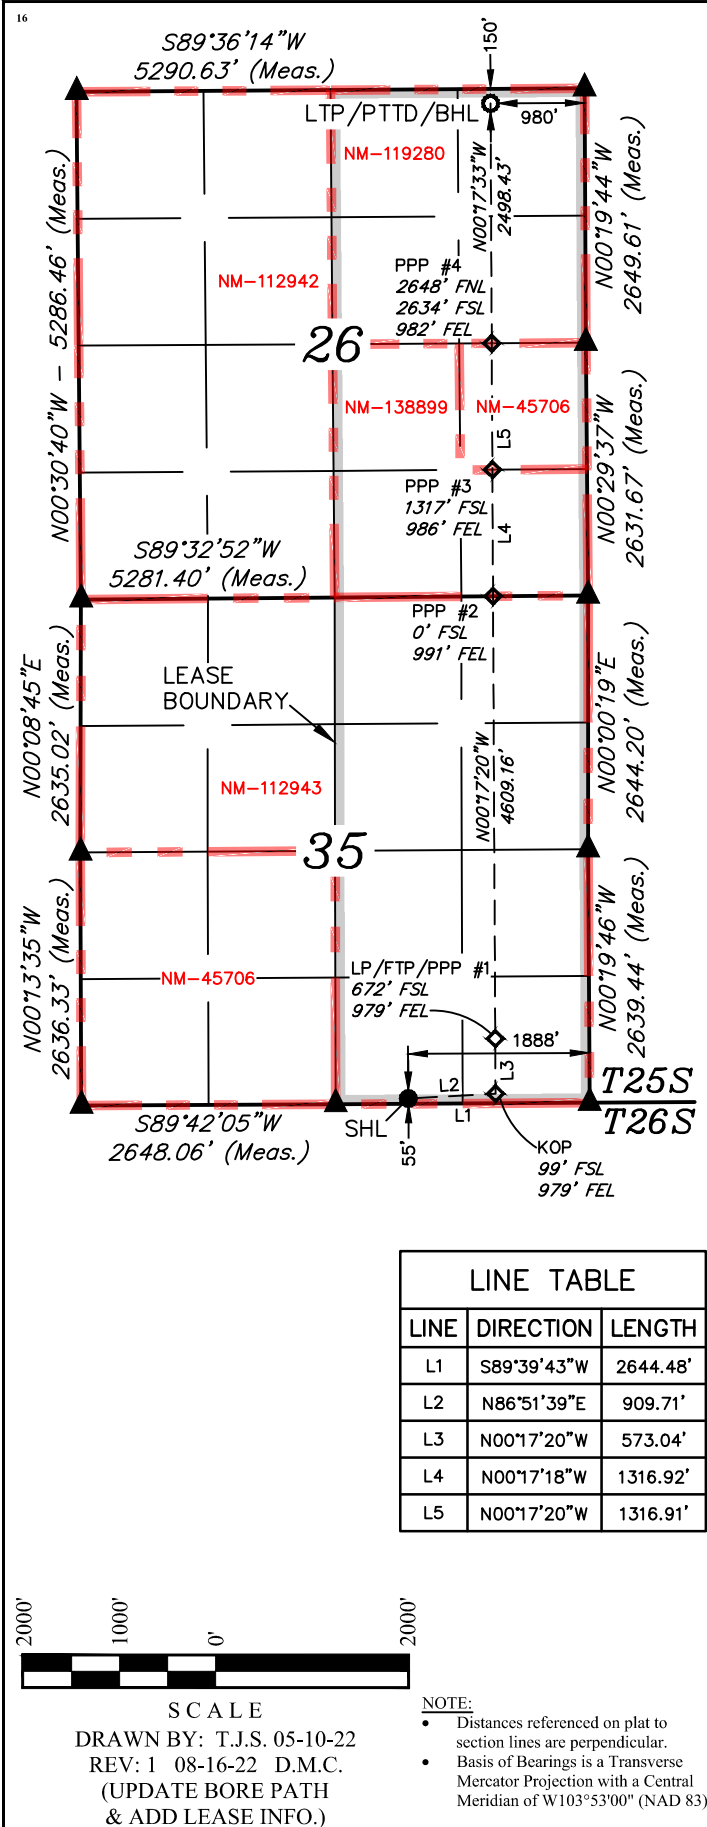 16
S89°36'14"W
5290.63' (Meas.)
150'
LTP/PTTD/BHL
980'
NM-119280
N00°17'33"W
2498.43'
N00°19'44"W
2649.61' (Meas.)
N00°30'40"W - 5286.46' (Meas.)
NM-112942
PPP #4
2648' FNL
2634' FSL
982' FEL
26
NM-138899
NM-45706
L5
N00°29'37"W
2631.67' (Meas.)
PPP #3
1317' FSL
986' FEL
L4
S89°32'52"W
5281.40' (Meas.)
PPP #2
0' FSL
991' FEL
LEASE
BOUNDARY
N00°08'45"E
2635.02' (Meas.)
N00°00'19"E
2644.20' (Meas.)
NM-112943
N00°17'20"W
4609.16'
35
N00°13'35"W
2636.33' (Meas.)
N00°19'46"W
2639.44' (Meas.)
NM-45706
LP/FTP/PPP #1
672' FSL
979' FEL
1888'
L3
L2
L1
T25S
T26S
S89°42'05"W
2648.06' (Meas.)
SHL
55'
KOP
99' FSL
979' FEL
LINE TABLE
LINE DIRECTION LENGTH
L1 S89°39'43"W 2644.48'
L2 N86°51'39"E 909.71'
L3 N00°17'20"W 573.04'
L4 N00°17'18"W 1316.92'
L5 N00°17'20"W 1316.91'
2000' 1000' 0' 2000'
SCALE
DRAWN BY: T.J.S. 05-10-22
REV: 1 08-16-22 D.M.C.
(UPDATE BORE PATH
& ADD LEASE INFO.)
NOTE:
• Distances referenced on plat to
section lines are perpendicular.
• Basis of Bearings is a Transverse
Mercator Projection with a Central
Meridian of W103°53'00" (NAD 83)